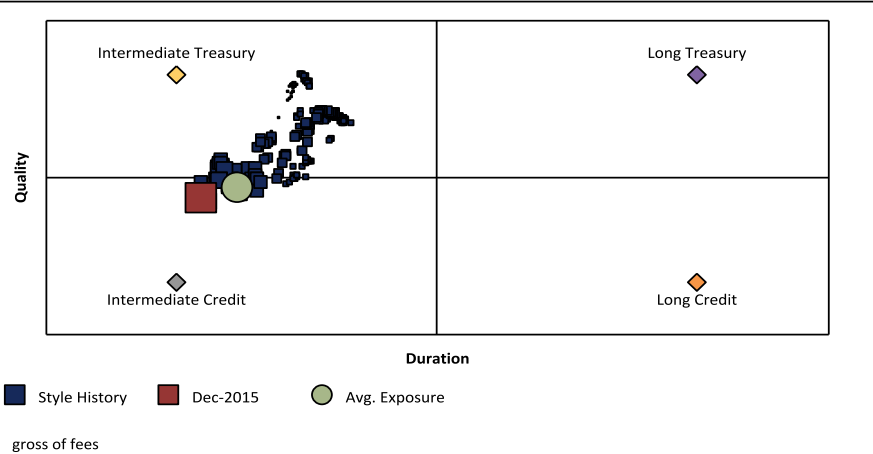 Intermediate Treasury
Long Treasury
Quality
Intermediate Credit
Long Credit
Duration
Style History
Dec-2015
Avg. Exposure
gross of fees